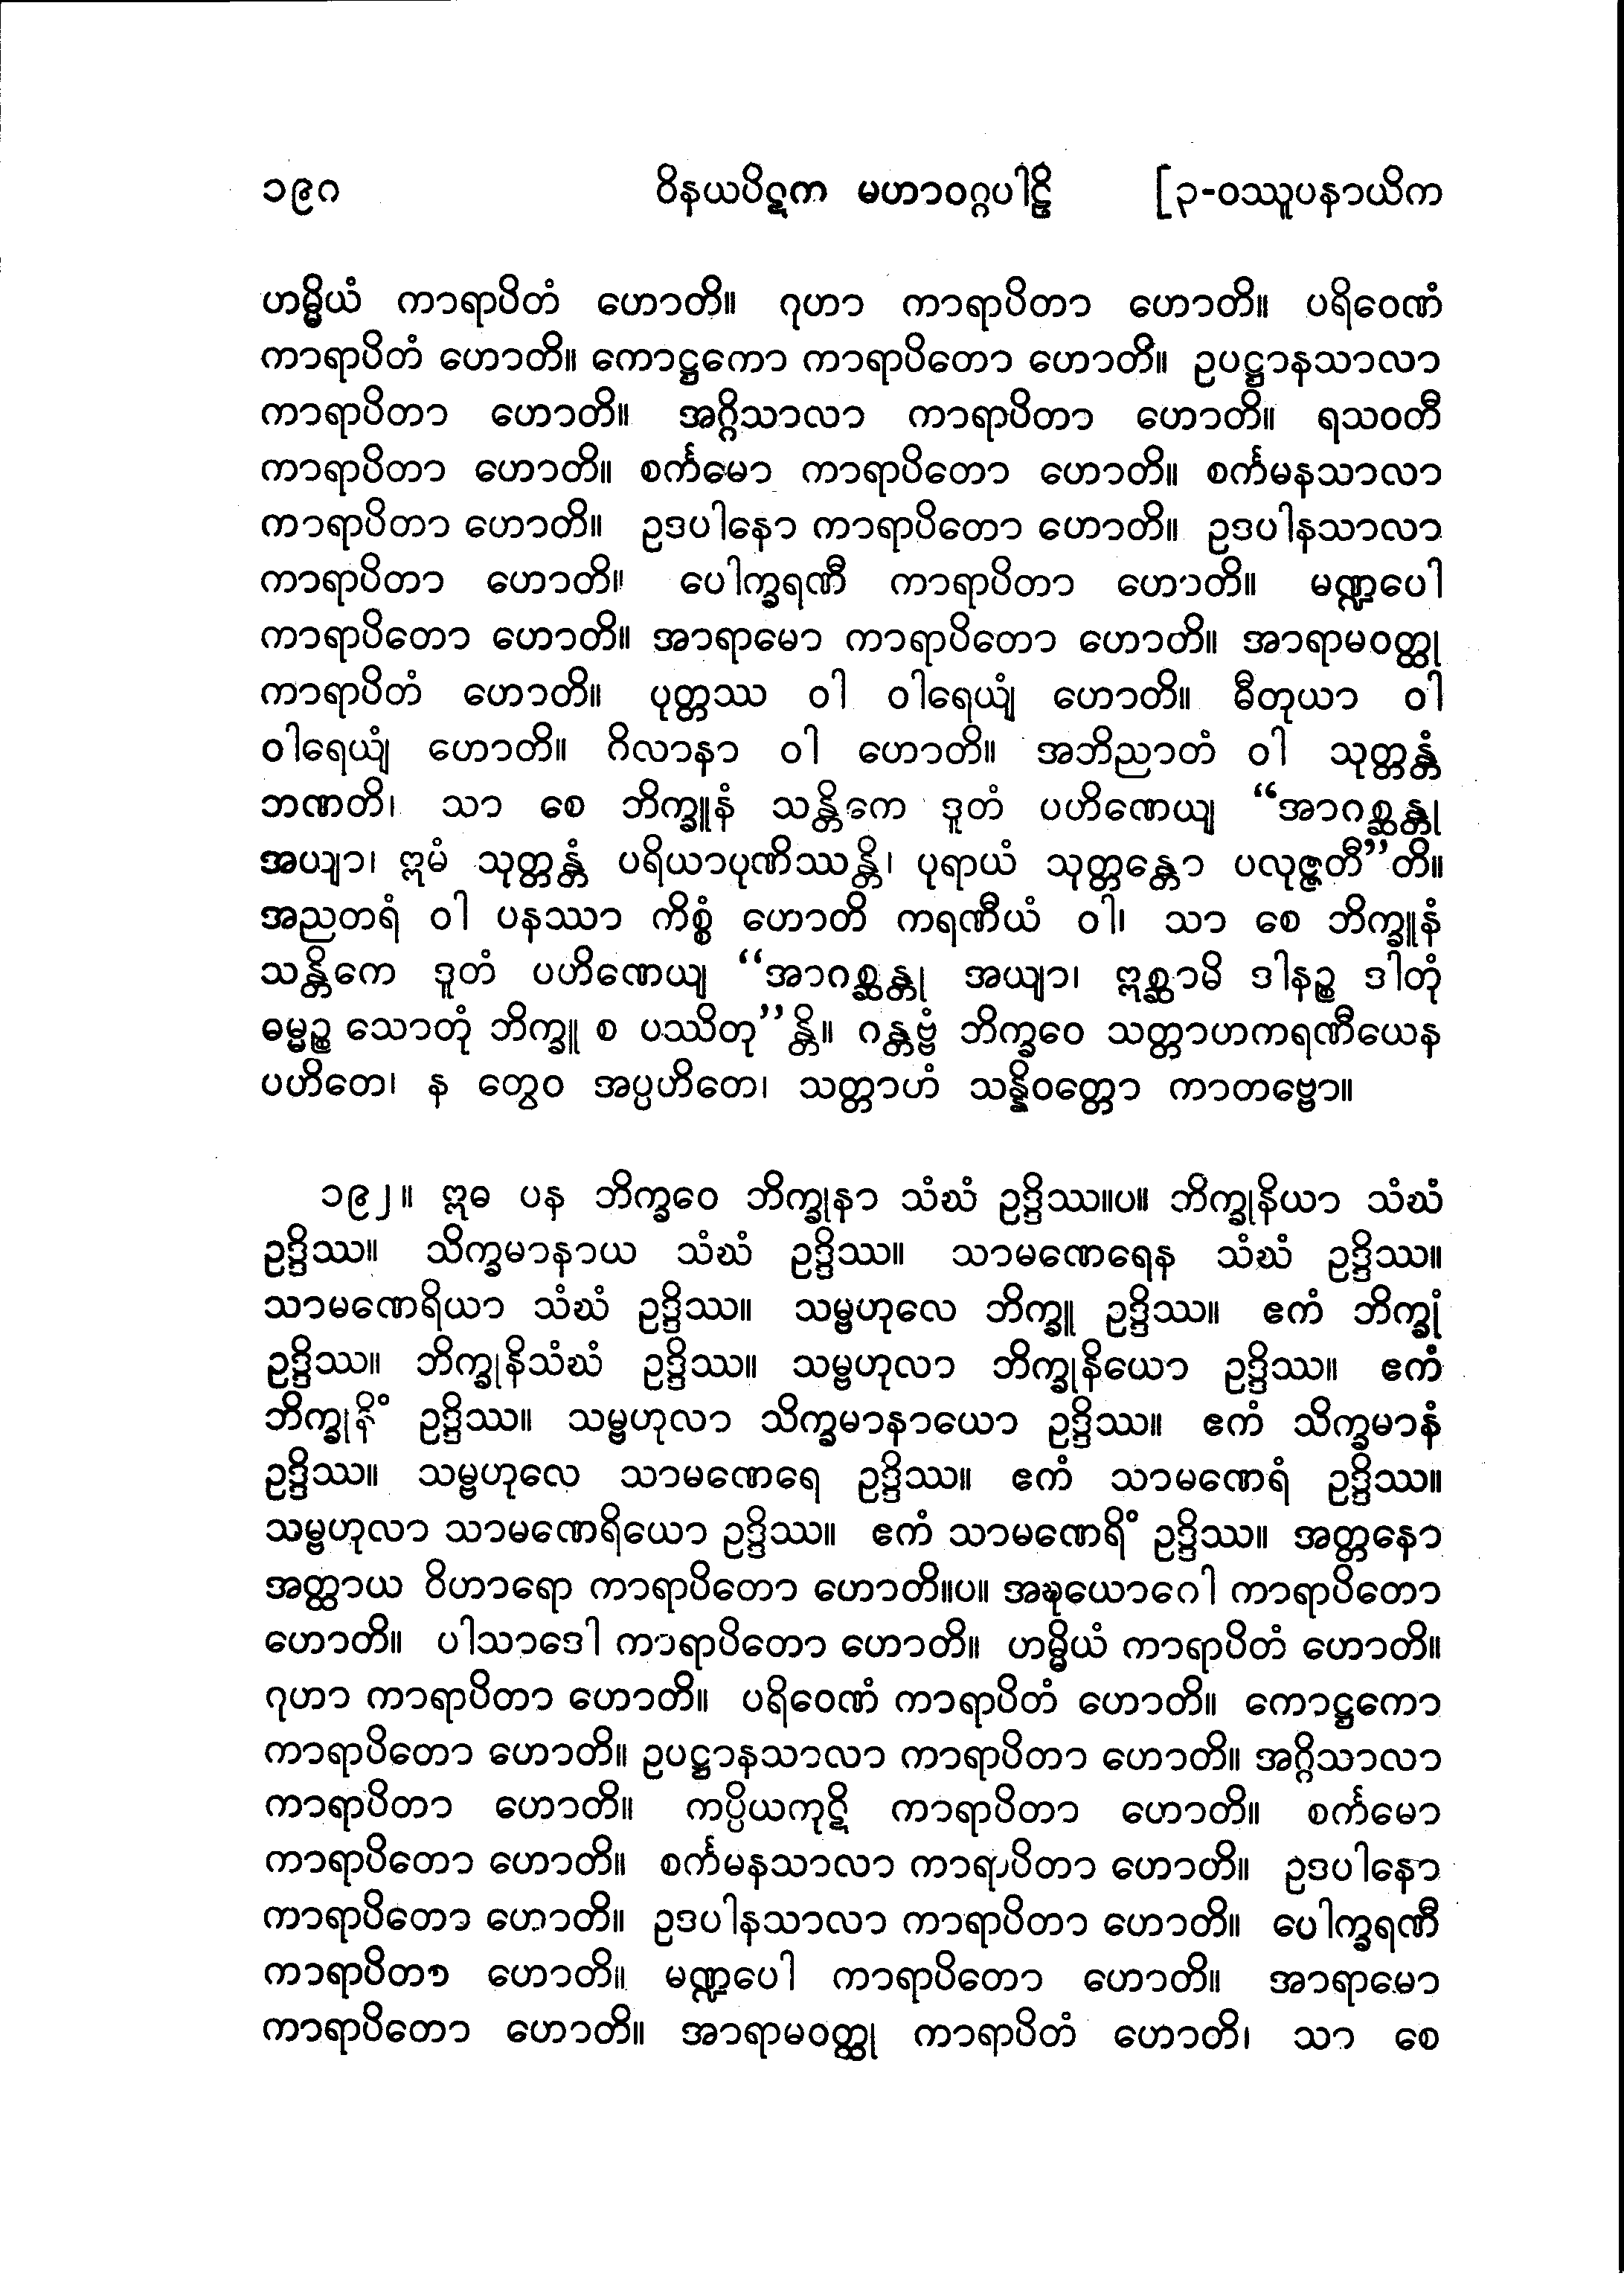 ၁၉၀ ဝိနယပိဋက မဟာဝဂ္ဂပါဠိ [၃-ဝဿူပနာယိက
ဟမ္မိယံ ကာရာပိတံ ဟောတိ။ ဂုဟာ ကာရာပိတာ ဟောတိ။ ပရိဝေဏံ
ကာရာပိတံ ဟောတိ။ ကောဋ္ဌကော ကာရာပိတော ဟောတိ။ ဥပဋ္ဌာနသာလာ
ကာရာပိတာ ဟောတိ။ အဂ္ဂိသာလာ ကာရာပိတာ ဟောတိ။ ရသဝတီ
ကာရာပိတာ ဟောတိ။ စင်္ကမော ကာရာပိတော ဟောတိ။ စင်္ကမနသာလာ
ကာရာပိတာ ဟောတိ။ ဥဒပါနော ကာရာပိတော ဟောတိ။ ဥဒပါနသာလာ
ကာရာပိတာ ဟောတိ။ ပေါက္ခရဏီ ကာရာပိတာ ဟောတိ။ မဏ္ဍပေါ
ကာရာပိတော ဟောတိ။ အာရာမော ကာရာပိတော ဟောတိ။ အာရာမဝတ္ထု
ကာရာပိတံ ဟောတိ။ ပုတ္တဿ ဝါ ဝါရေယျံ ဟောတိ။ ဓီတုယာ ဝါ
ဝါရေယျံ ဟောတိ။ ဂိလာနာ ဝါ ဟောတိ။ အဘိညာတံ ဝါ သုတ္တန္တံ
ဘဏတိ၊ သာ စေ ဘိက္ခူနံ သန္တိကေ ဒူတံ ပဟိဏေယျ “အာဂစ္ဆန္တု
အယျာ၊ ဣမံ သုတ္တန္တံ ပရိယာပုဏိဿန္တိ၊ ပုရာယံ သုတ္တန္တော ပလုဇ္ဇတီ”တိ။
အညတရံ ဝါ ပနဿာ ကိစ္စံ ဟောတိ ကရဏီယံ ဝါ၊ သာ စေ ဘိက္ခူနံ
သန္တိကေ ဒူတံ ပဟိဏေယျ “အာဂစ္ဆန္တု အယျာ၊ ဣစ္ဆာမိ ဒါနဉ္စ ဒါတုံ
ဓမ္မဉ္စ သောတုံ ဘိက္ခူ စ ပဿိတု”န္တိ။ ဂန္တဗ္ဗံ ဘိက္ခဝေ သတ္တာဟကရဏီယေန
ပဟိတေ၊ န တွေဝ အပ္ပဟိတေ၊ သတ္တာဟံ သန္နိဝတ္တော ကာတဗ္ဗော။
၁၉၂။ ဣဓ ပန ဘိက္ခဝေ ဘိက္ခုနာ သံဃံ ဥဒ္ဒိဿ။ပ။ ဘိက္ခုနိယာ သံဃံ
ဥဒ္ဒိဿ။ သိက္ခမာနာယ သံဃံ ဥဒ္ဒိဿ။ သာမဏေရေန သံဃံ ဥဒ္ဒိဿ။
သာမဏေရိယာ သံဃံ ဥဒ္ဒိဿ။ သမ္ဗဟုလေ ဘိက္ခူ ဥဒ္ဒိဿ။ ဧကံ ဘိက္ခုံ
ဥဒ္ဒိဿ။ ဘိက္ခုနိသံဃံ ဥဒ္ဒိဿ။ သမ္ဗဟုလာ ဘိက္ခုနိယော ဥဒ္ဒိဿ။ ဧကံ
ဘိက္ခုနိံ ဥဒ္ဒိဿ။ သမ္ဗဟုလာ သိက္ခမာနာယော ဥဒ္ဒိဿ။ ဧကံ သိက္ခမာနံ
ဥဒ္ဒိဿ။ သမ္ဗဟုလေ သာမဏေရေ ဥဒ္ဒိဿ။ ဧကံ သာမဏေရံ ဥဒ္ဒိဿ။
သမ္ဗဟုလာ သာမဏေရိယော ဥဒ္ဒိဿ။ ဧကံ သာမဏေရိံ ဥဒ္ဒိဿ။ အတ္တနော
အတ္ထာယ ဝိဟာရော ကာရာပိတော ဟောတိ။ပ။ အဍ္ဎယောဂေါ ကာရာပိတော
ဟောတိ။ ပါသာဒေါ ကာရာပိတော ဟောတိ။ ဟမ္မိယံ ကာရာပိတံ ဟောတိ။
ဂုဟာ ကာရာပိတာ ဟောတိ။ ပရိဝေဏံ ကာရာပိတံ ဟောတိ။ ကောဋ္ဌကော
ကာရာပိတော ဟောတိ။ ဥပဋ္ဌာနသာလာ ကာရာပိတာ ဟောတိ။ အဂ္ဂိသာလာ
ကာရာပိတာ ဟောတိ။ ကပ္ပိယကုဋိ ကာရာပိတာ ဟောတိ။ စင်္ကမော
ကာရာပိတော ဟောတိ။ စင်္ကမနသာလာ ကာရာပိတာ ဟောတိ။ ဥဒပါနော
ကာရာပိတော ဟောတိ။ ဥဒပါနသာလာ ကာရာပိတာ ဟောတိ။ ပေါက္ခရဏီ
ကာရာပိတာ ဟောတိ။ မဏ္ဍပေါ ကာရာပိတော ဟောတိ။ အာရာမော
ကာရာပိတော ဟောတိ။ အာရာမဝတ္ထု ကာရာပိတံ ဟောတိ၊ သာ စေ